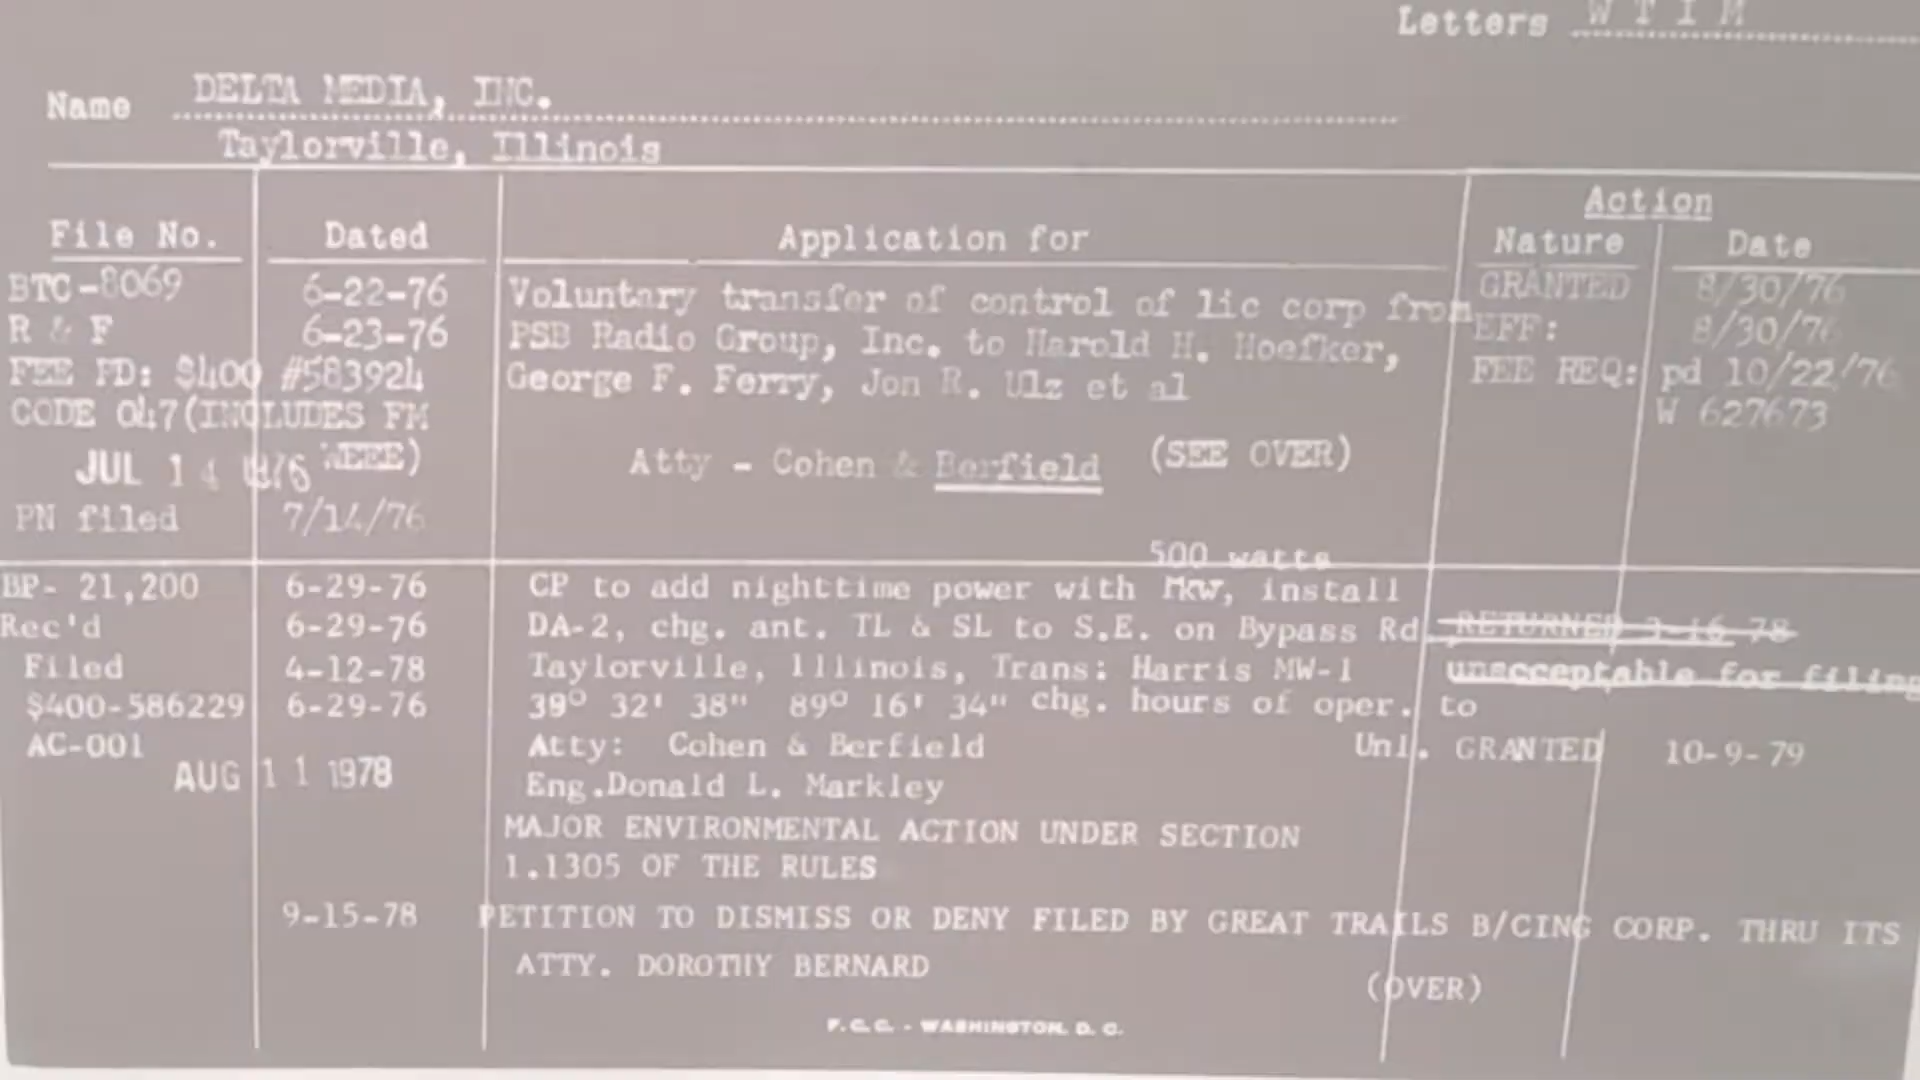 Letters W T I M
Name DELTA MEDIA, INC.
Taylorville, Illinois
Action
File No. Dated Application for Nature Date
BTC-8069 6-22-76 Voluntary transfer of control of lic corp from GRANTED 8/30/76
R & F 6-23-76 PSB Radio Group, Inc. to Harold H. Hoefker, EFF: 8/30/76
FEE PD: $400 #583924 George F. Ferry, Jon R. Ulz et al FEE REQ: pd 10/22/76
CODE 047(INCLUDES FM W 627673
JUL 14 1976 Atty - Cohen & Berfield (SEE OVER)
PN filed 7/14/76
500 watts
BP- 21,200 6-29-76 CP to add nighttime power with install
Rec'd 6-29-76 DA-2, chg. ant. TL & SL to S.E. on Bypass Rd, RETURNED 3-16-78
Filed 4-12-78 Taylorville, Illinois, Trans: Harris MW-1 unacceptable for filing
$400-586229 6-29-76 39° 32' 38" 89° 16' 34" chg. hours of oper. to
AC-001 Atty: Cohen & Berfield Unl. GRANTED 10-9-79
AUG 11 1978 Eng.Donald L. Markley
MAJOR ENVIRONMENTAL ACTION UNDER SECTION
1.1305 OF THE RULES
9-15-78 PETITION TO DISMISS OR DENY FILED BY GREAT TRAILS B/CING CORP. THRU ITS
ATTY. DOROTHY BERNARD
(OVER)
F.C.C. - WASHINGTON, D. C.